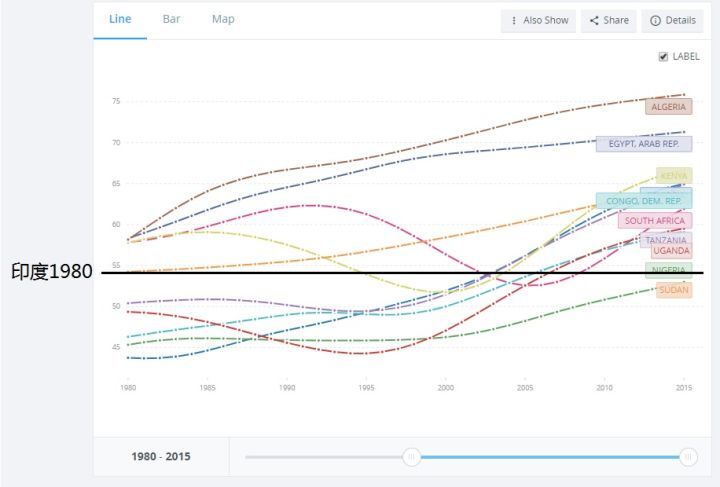 Line Bar Map
Also Show Share Details
LABEL
75
70
65
60
55
50
45
ALGERIA
EGYPT, ARAB REP.
KENYA
CONGO, DEM. REP.
SOUTH AFRICA
TANZANIA
UGANDA
NIGERIA
SUDAN
印度1980
1980 1985 1990 1995 2000 2005 2010 2015
1980 - 2015